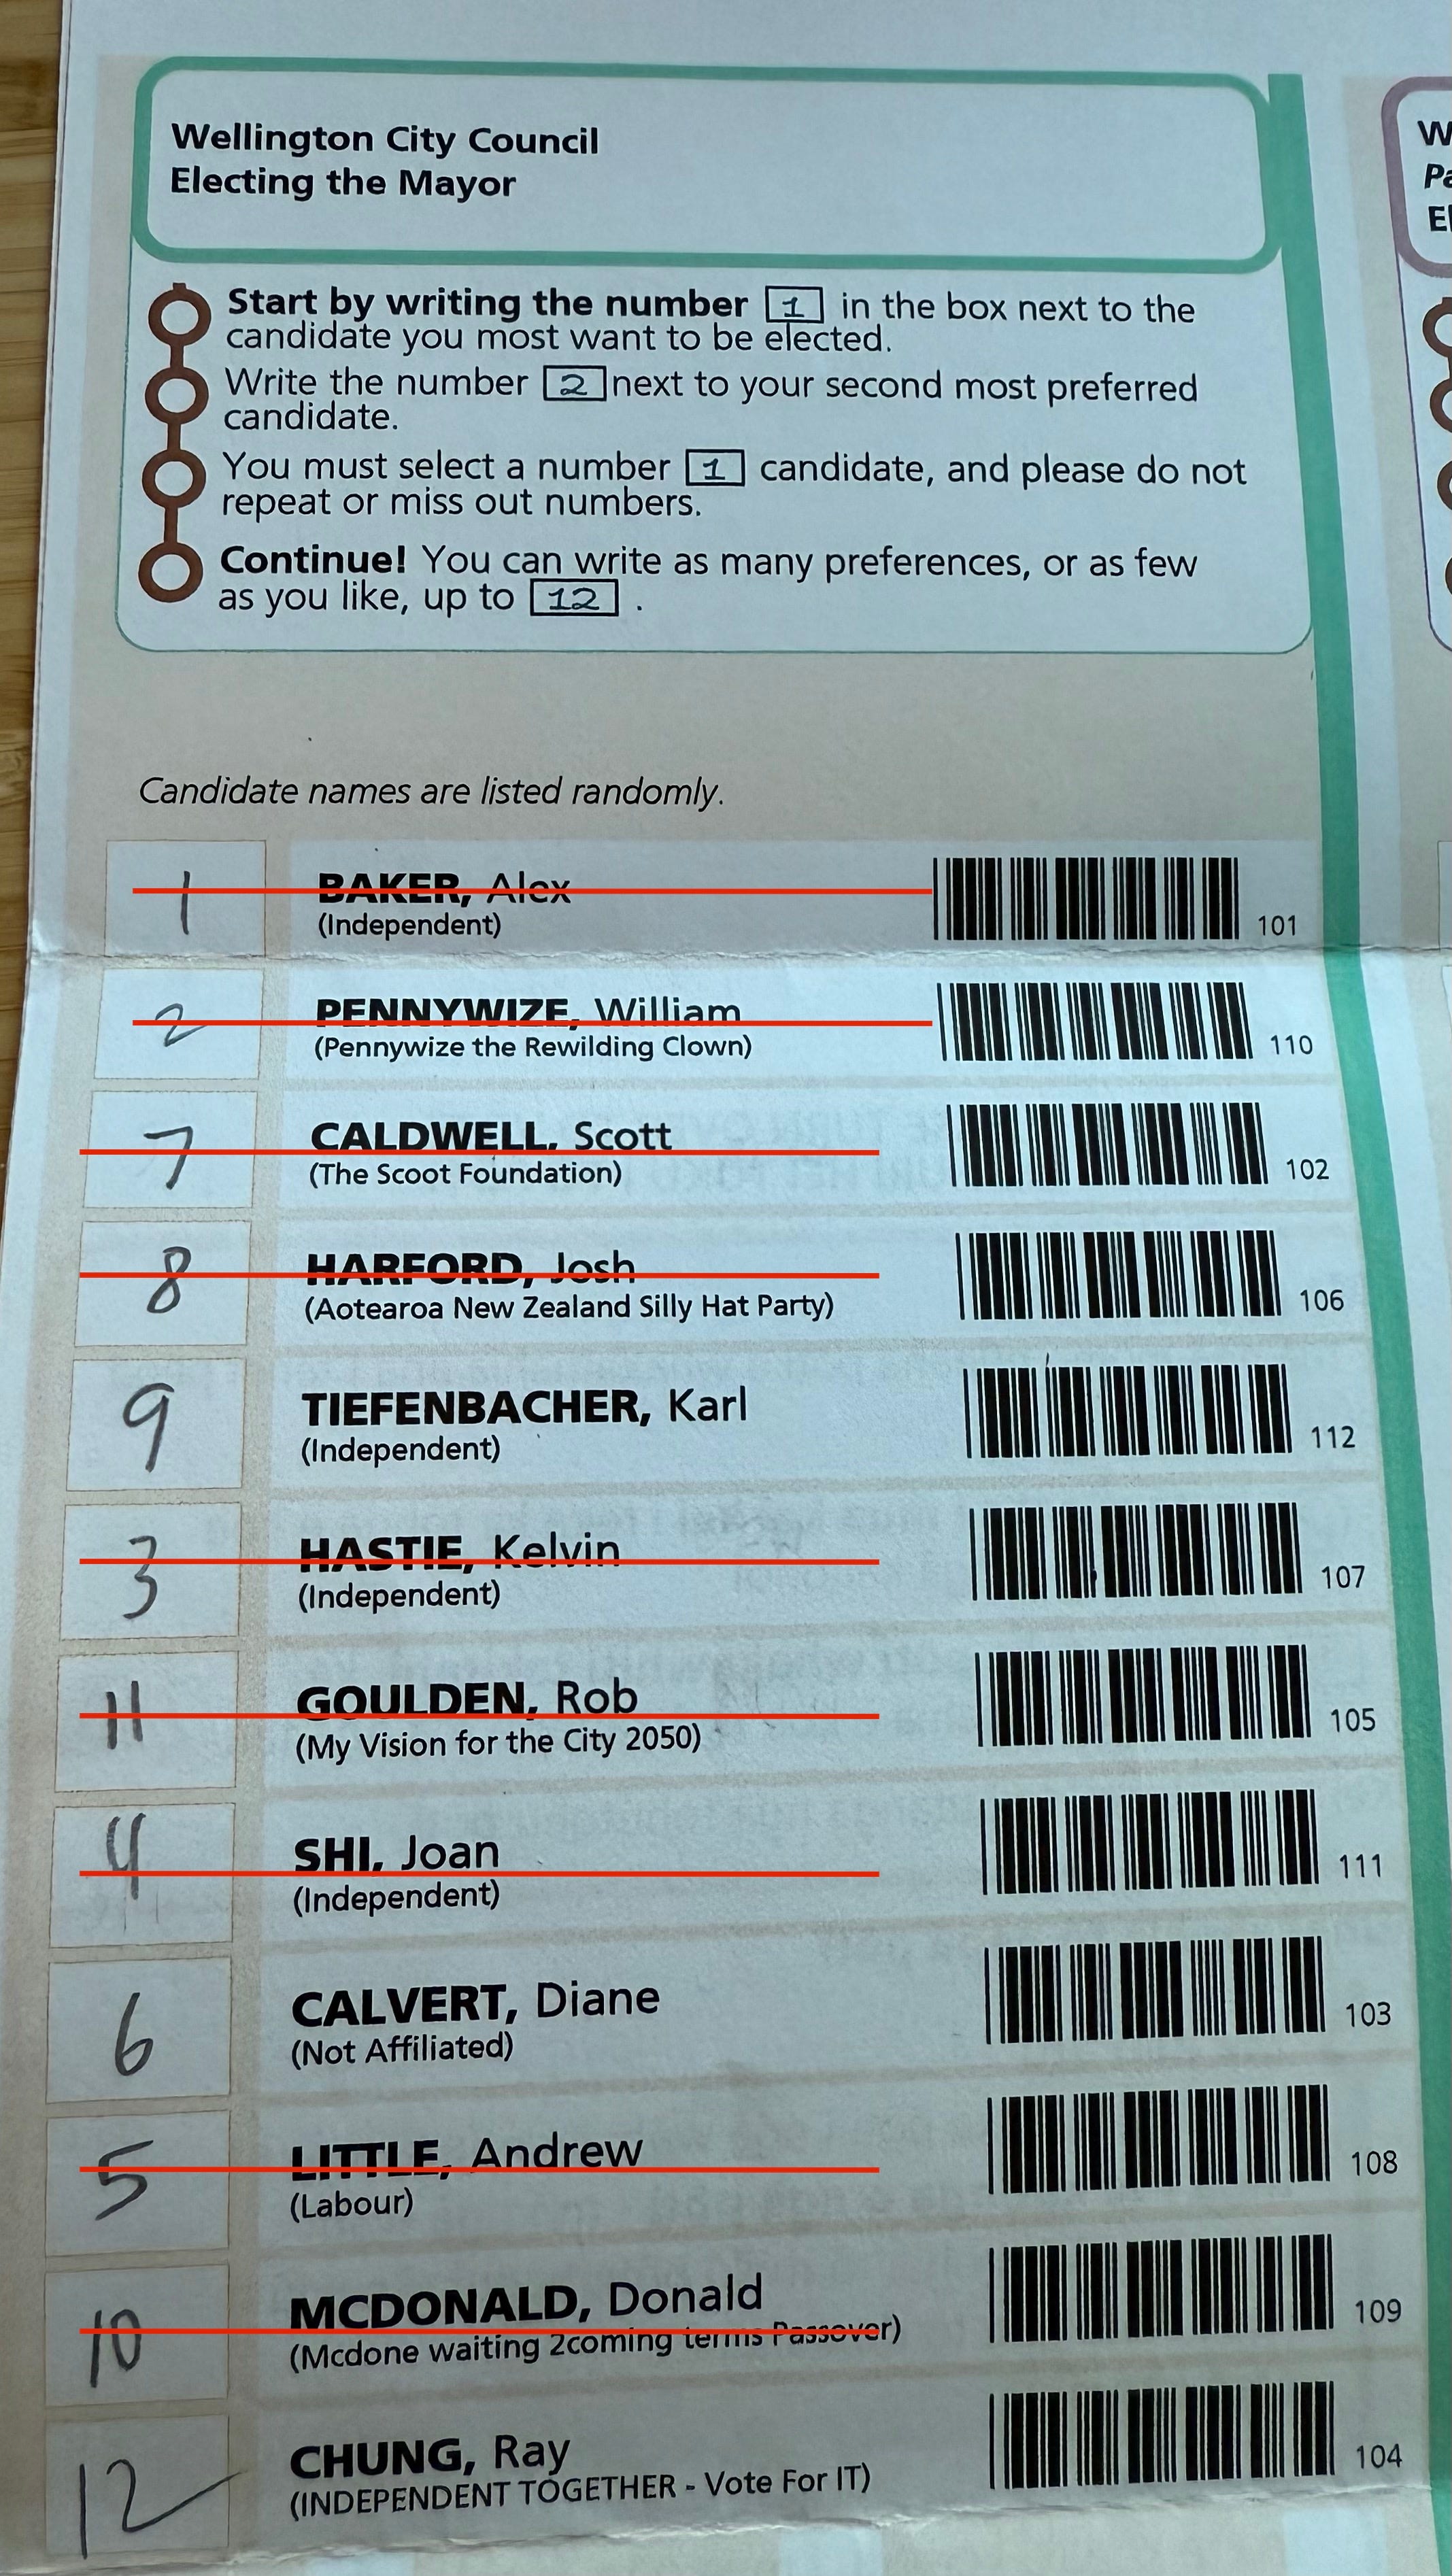 Wellington City Council
Electing the Mayor
W
Pa
El
Start by writing the number 1 in the box next to the
candidate you most want to be elected.
Write the number 2 next to your second most preferred
candidate.
You must select a number 1 candidate, and please do not
repeat or miss out numbers.
Continue! You can write as many preferences, or as few
as you like, up to 12 .
Candidate names are listed randomly.
1 BAKER, Alex
(Independent) 101
2 PENNYWIZE, William
(Pennywize the Rewilding Clown) 110
7 CALDWELL, Scott
(The Scoot Foundation) 102
8 HARFORD, Josh
(Aotearoa New Zealand Silly Hat Party) 106
9 TIEFENBACHER, Karl
(Independent) 112
3 HASTIE, Kelvin
(Independent) 107
11 GOULDEN, Rob
(My Vision for the City 2050) 105
4 SHI, Joan
(Independent) 111
6 CALVERT, Diane
(Not Affiliated) 103
5 LITTLE, Andrew
(Labour) 108
10 MCDONALD, Donald
(Mcdone waiting 2coming terms Passover) 109
12 CHUNG, Ray
(INDEPENDENT TOGETHER - Vote For IT) 104